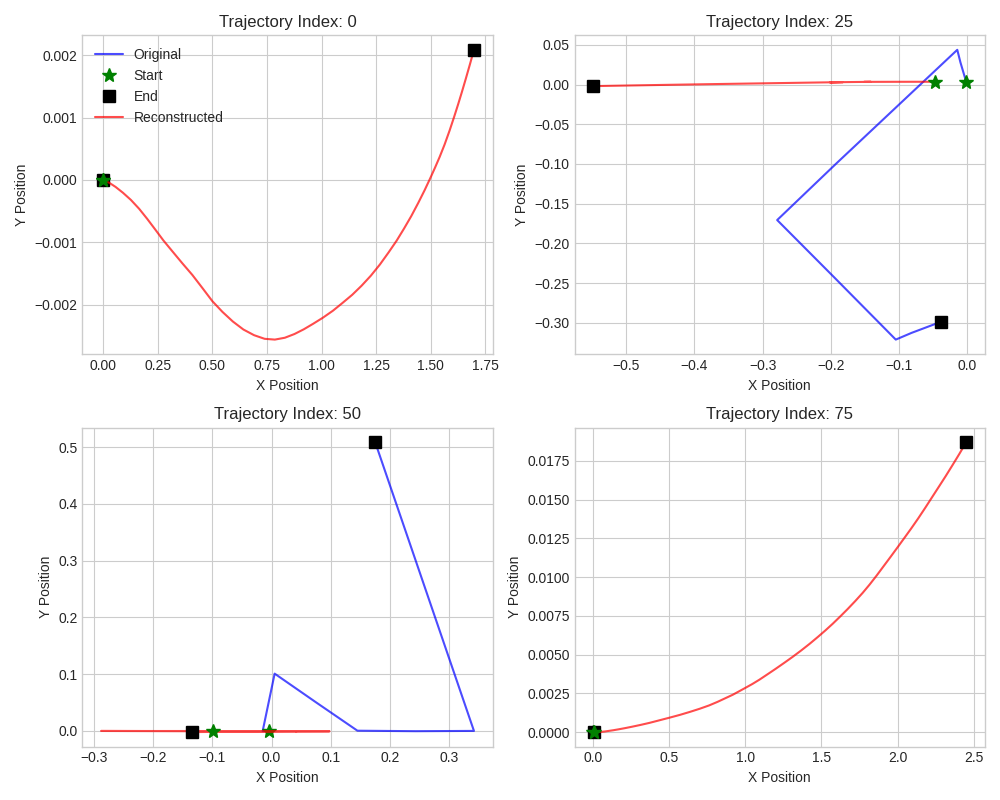 Trajectory Index: 0
Original
Start
End
Reconstructed
Y Position
0.002
0.001
0.000
−0.001
−0.002
0.00 0.25 0.50 0.75 1.00 1.25 1.50 1.75
X Position
Trajectory Index: 25
Y Position
0.05
0.00
−0.05
−0.10
−0.15
−0.20
−0.25
−0.30
−0.5 −0.4 −0.3 −0.2 −0.1 0.0
X Position
Trajectory Index: 50
Y Position
0.5
0.4
0.3
0.2
0.1
0.0
−0.3 −0.2 −0.1 0.0 0.1 0.2 0.3
X Position
Trajectory Index: 75
Y Position
0.0175
0.0150
0.0125
0.0100
0.0075
0.0050
0.0025
0.0000
0.0 0.5 1.0 1.5 2.0 2.5
X Position